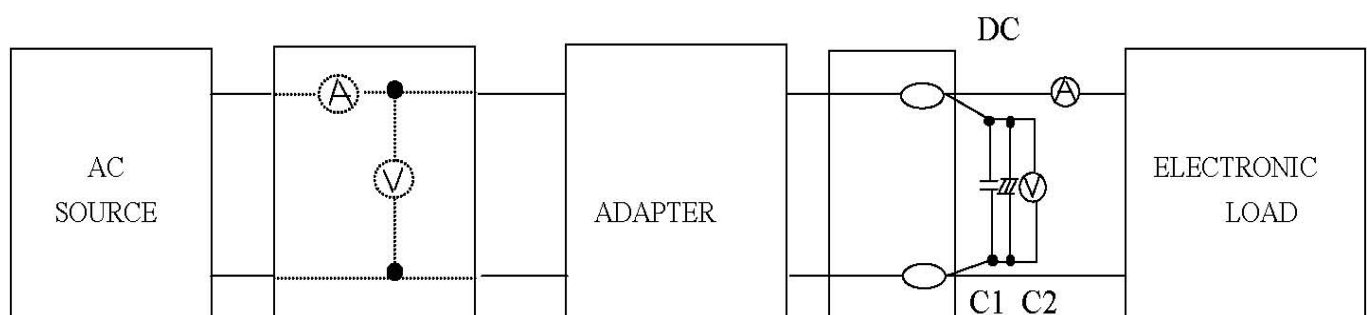 DC
A
A
V
V
AC
SOURCE
ADAPTER
ELECTRONIC
LOAD
C1 C2